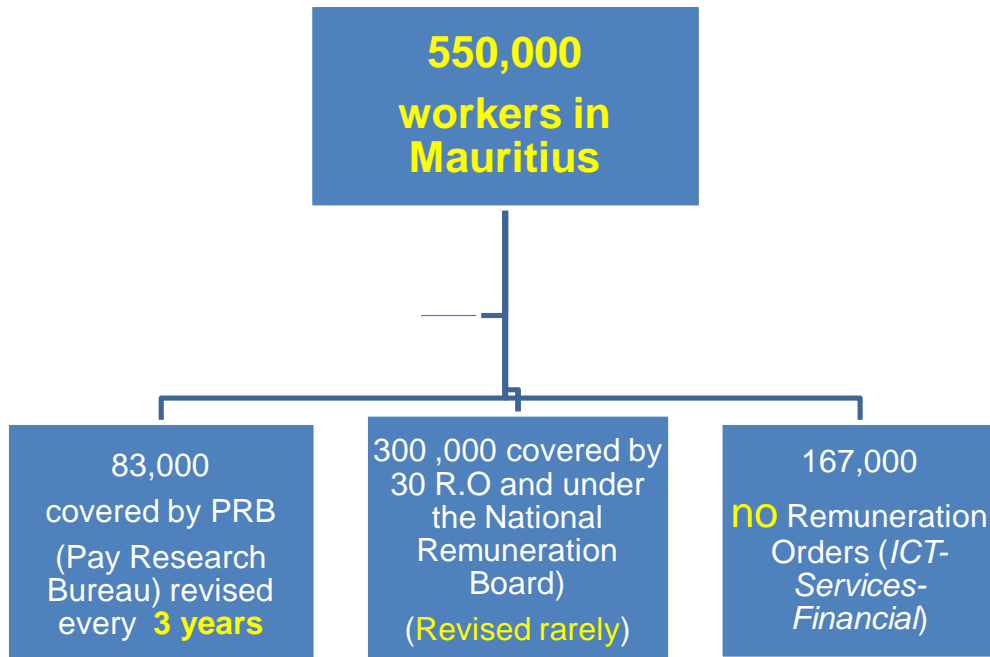 550,000
workers in
Mauritius
83,000
covered by PRB
(Pay Research
Bureau) revised
every 3 years
300 ,000 covered by
30 R.O and under
the National
Remuneration
Board)
(Revised rarely)
167,000
no Remuneration
Orders (ICT-
Services-
Financial)